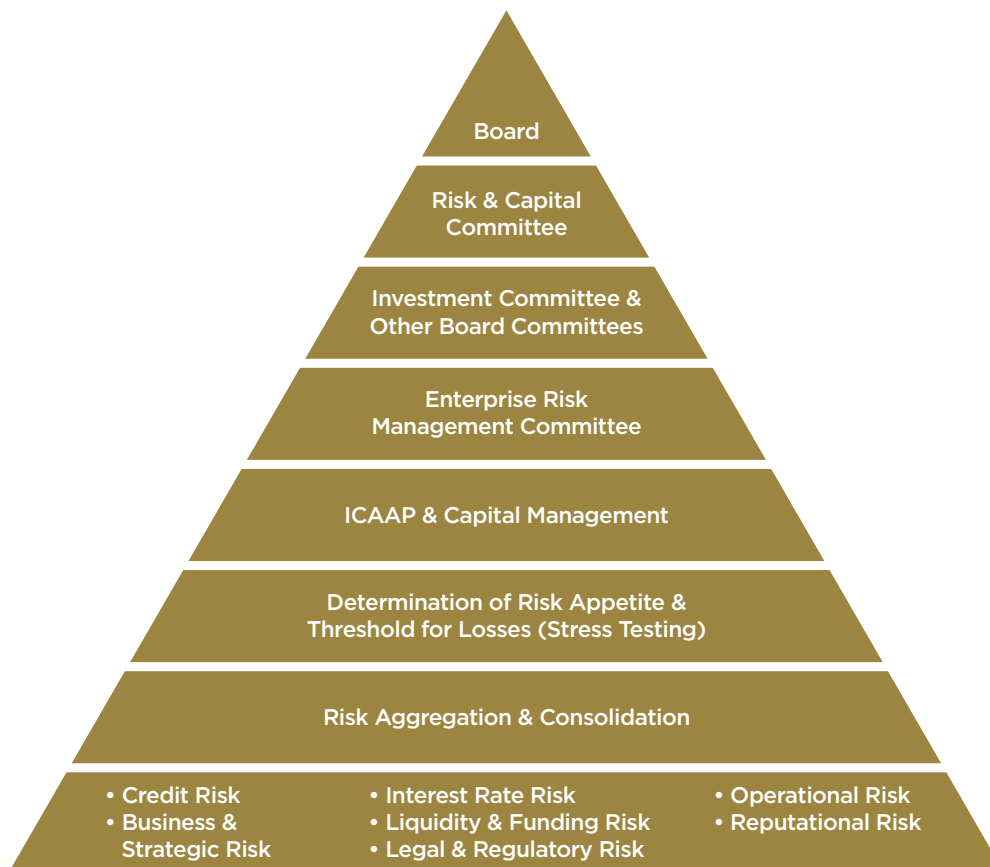 Board
Risk & Capital
Committee
Investment Committee &
Other Board Committees
Enterprise Risk
Management Committee
ICAAP & Capital Management
Determination of Risk Appetite &
Threshold for Losses (Stress Testing)
Risk Aggregation & Consolidation
• Credit Risk
• Business &
Strategic Risk
• Interest Rate Risk
• Liquidity & Funding Risk
• Legal & Regulatory Risk
• Operational Risk
• Reputational Risk